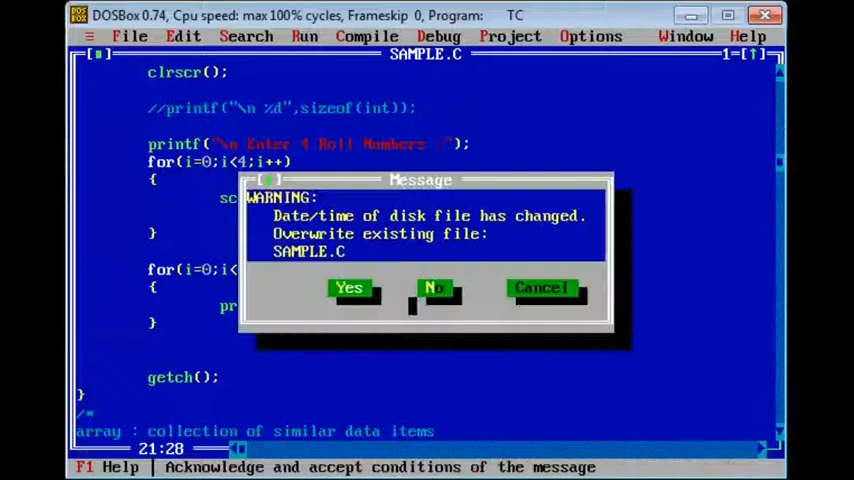 DOSBox 0.74, Cpu speed: max 100% cycles, Frameskip 0, Program: TC
≡ File Edit Search Run Compile Debug Project Options Window Help
SAMPLE.C 1=[↑]
clrscr();
//printf("\n %d",sizeof(int));
printf("\n Enter 4 Roll Numbers :");
for(i=0;i<4;i++)
{
sc
}
for(i=0;i<
{
pr
}
getch();
}
/*
array : collection of similar data items
Message
WARNING:
Date/time of disk file has changed.
Overwrite existing file:
SAMPLE.C
Yes No Cancel
21:28
F1 Help | Acknowledge and accept conditions of the message